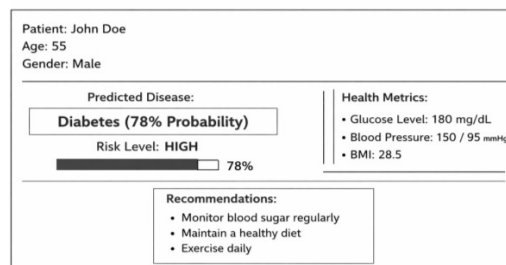 Patient: John Doe
Age: 55
Gender: Male
Predicted Disease:
Diabetes (78% Probability)
Risk Level: HIGH
78%
Health Metrics:
• Glucose Level: 180 mg/dL
• Blood Pressure: 150 / 95 mmHg
• BMI: 28.5
Recommendations:
• Monitor blood sugar regularly
• Maintain a healthy diet
• Exercise daily